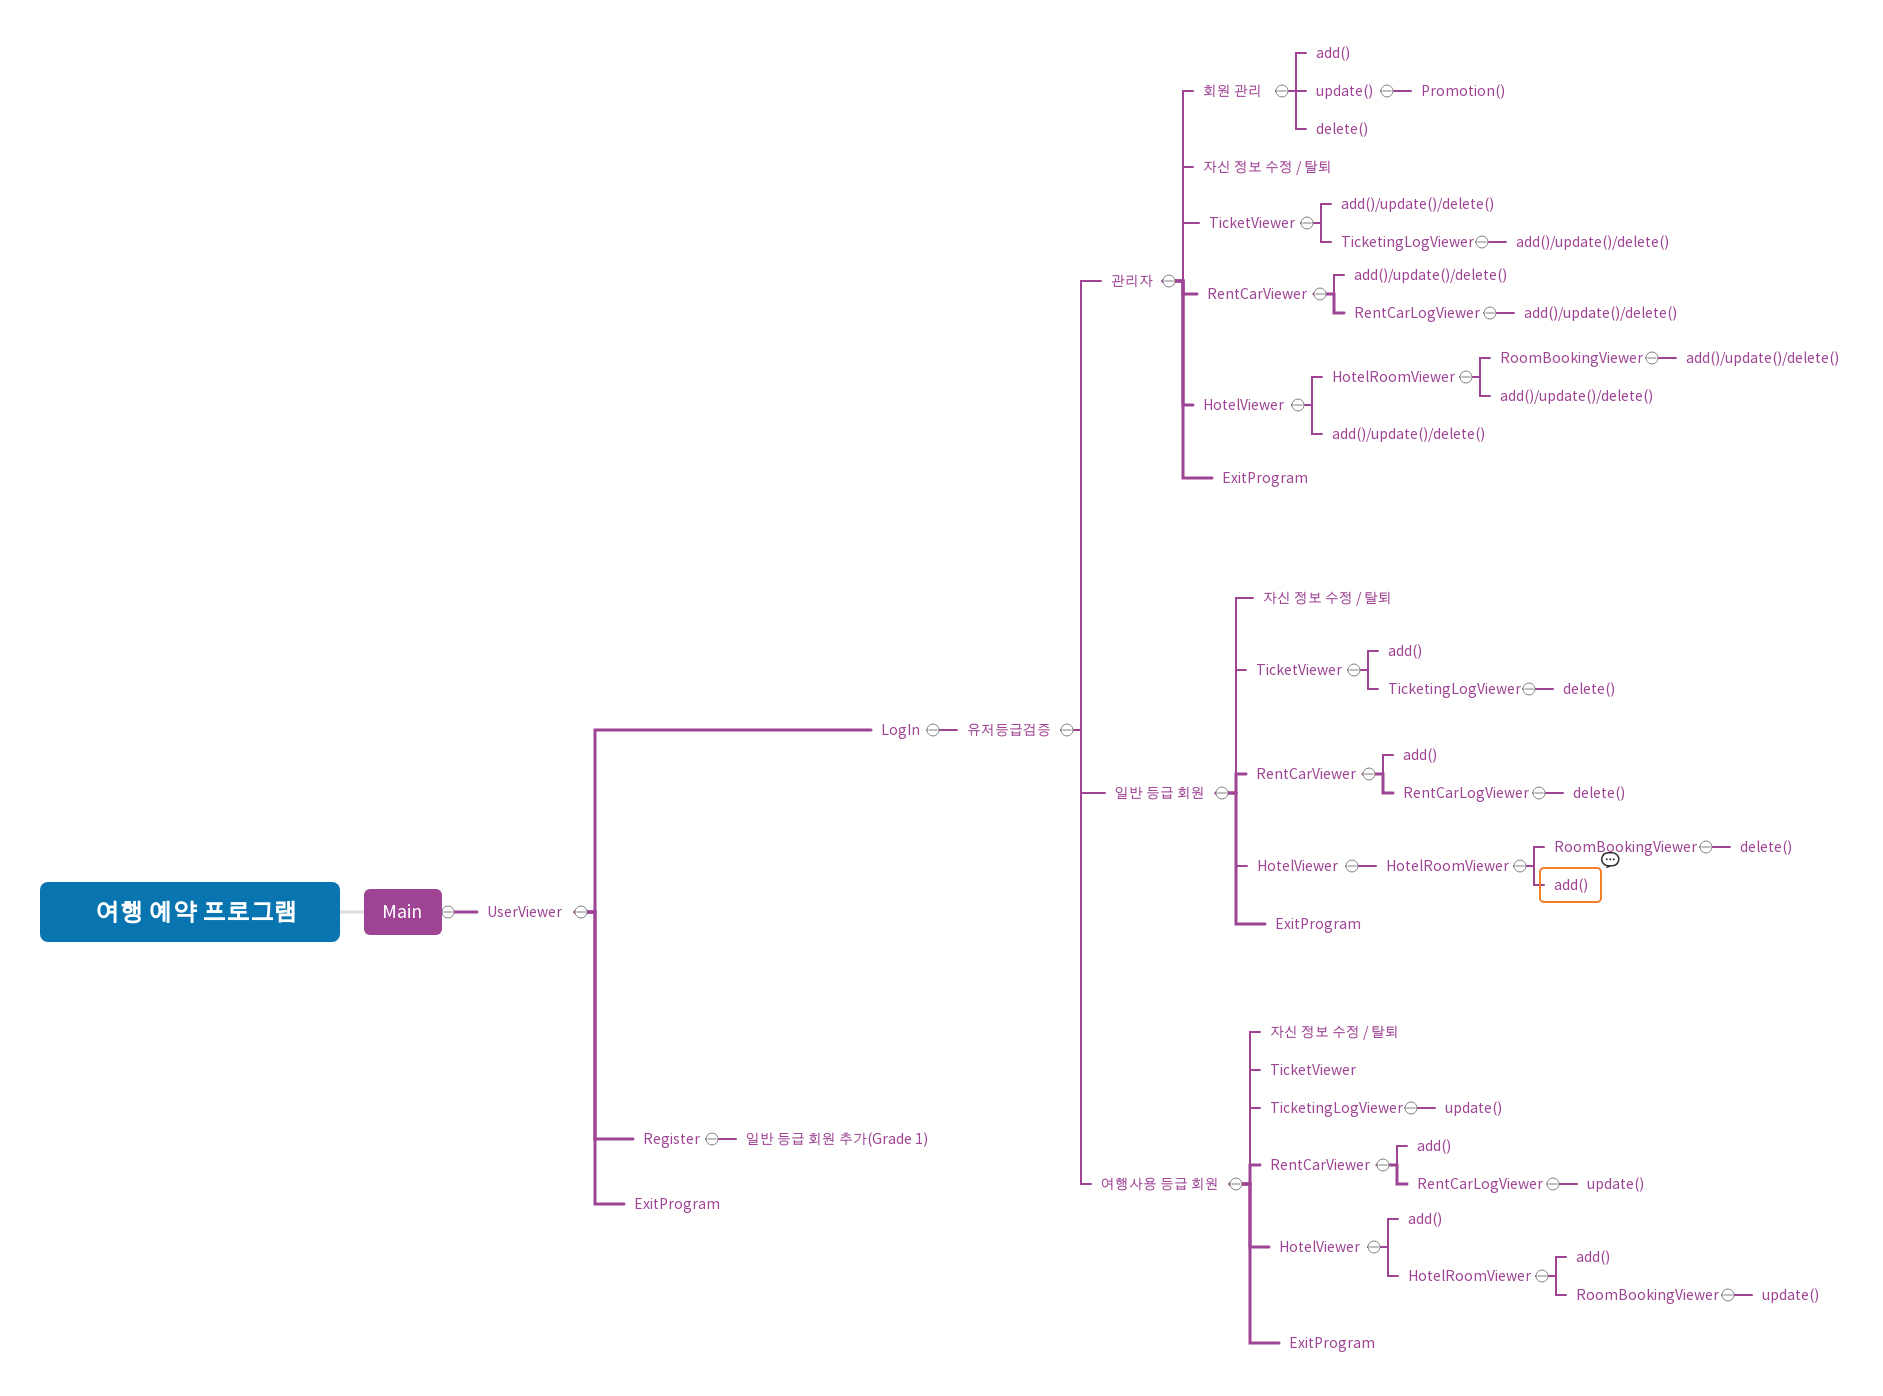 여행 예약 프로그램
Main
UserViewer
LogIn
유저등급검증
관리자
회원 관리
add()
update()
Promotion()
delete()
자신 정보 수정 / 탈퇴
TicketViewer
add()/update()/delete()
TicketingLogViewer
add()/update()/delete()
RentCarViewer
add()/update()/delete()
RentCarLogViewer
add()/update()/delete()
HotelViewer
HotelRoomViewer
RoomBookingViewer
add()/update()/delete()
add()/update()/delete()
add()/update()/delete()
ExitProgram
일반 등급 회원
자신 정보 수정 / 탈퇴
TicketViewer
add()
TicketingLogViewer
delete()
RentCarViewer
add()
RentCarLogViewer
delete()
HotelViewer
HotelRoomViewer
RoomBookingViewer
delete()
add()
ExitProgram
여행사용 등급 회원
자신 정보 수정 / 탈퇴
TicketViewer
TicketingLogViewer
update()
RentCarViewer
add()
RentCarLogViewer
update()
HotelViewer
add()
HotelRoomViewer
add()
RoomBookingViewer
update()
ExitProgram
Register
일반 등급 회원 추가(Grade 1)
ExitProgram